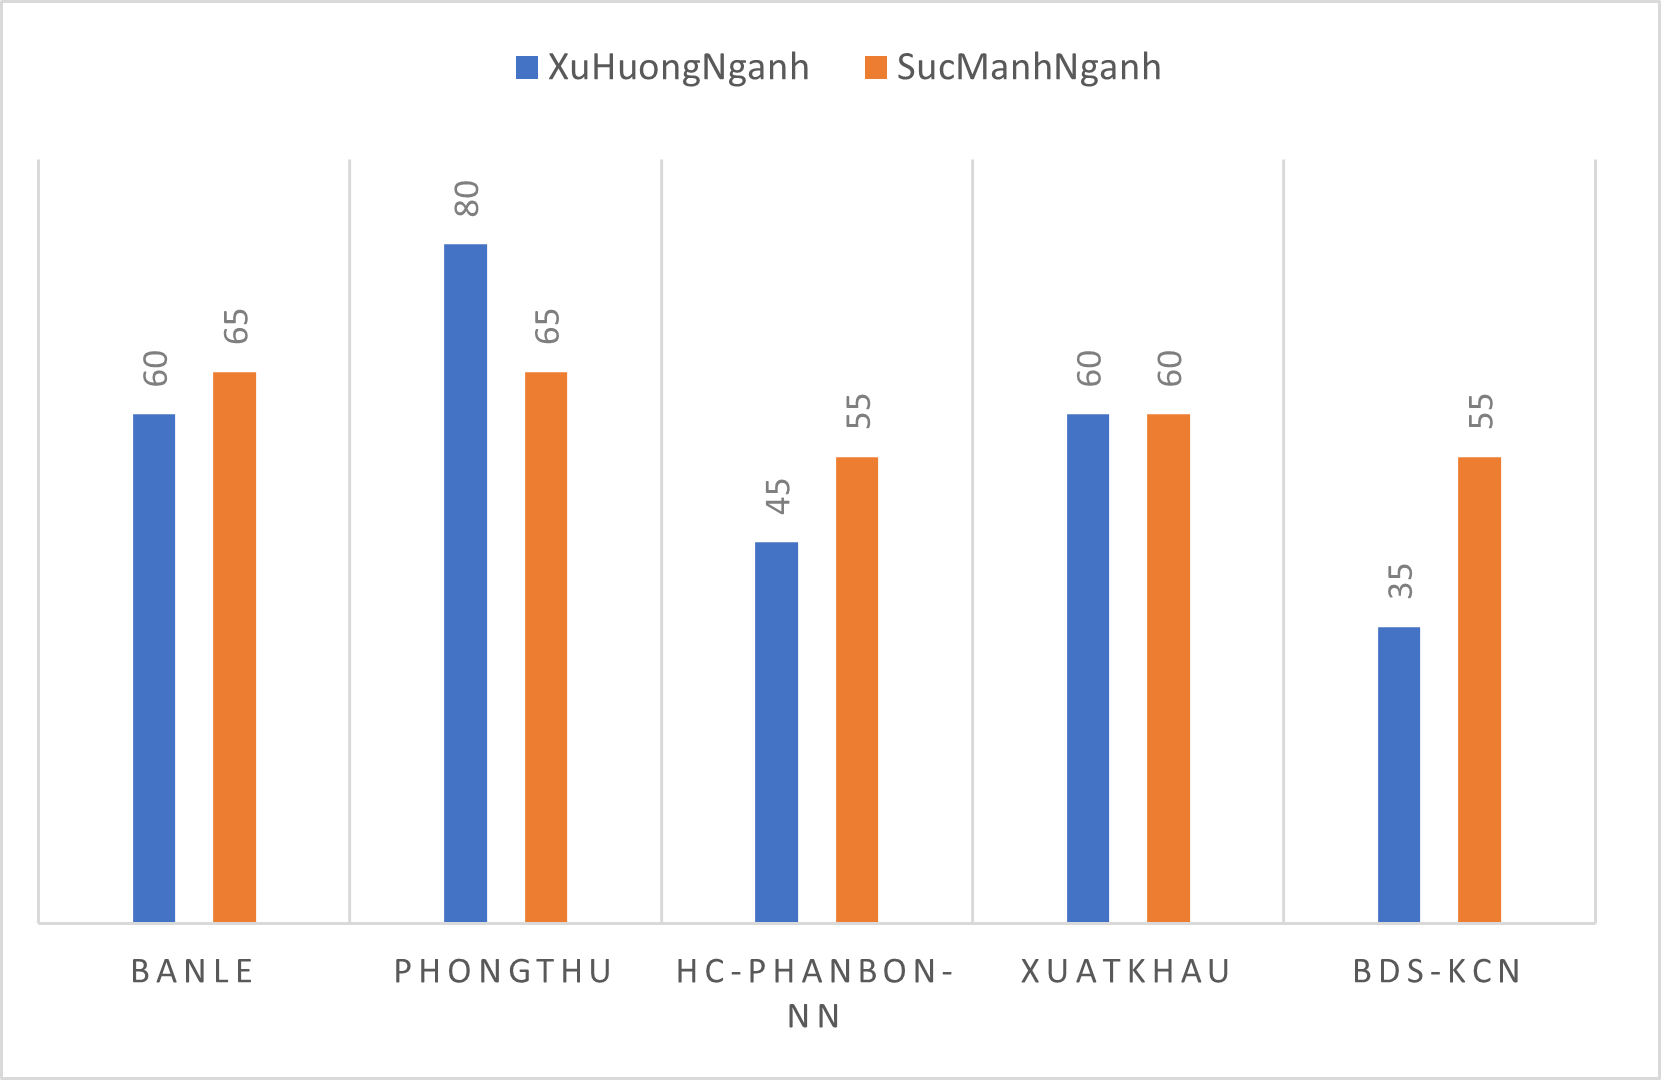 XuHuongNganh SucManhNganh
60 65 80 65 45 55 60 60 35 55
BANLE PHONGTHU HC-PHANBON- XUATKHAU BDS-KCN
NN